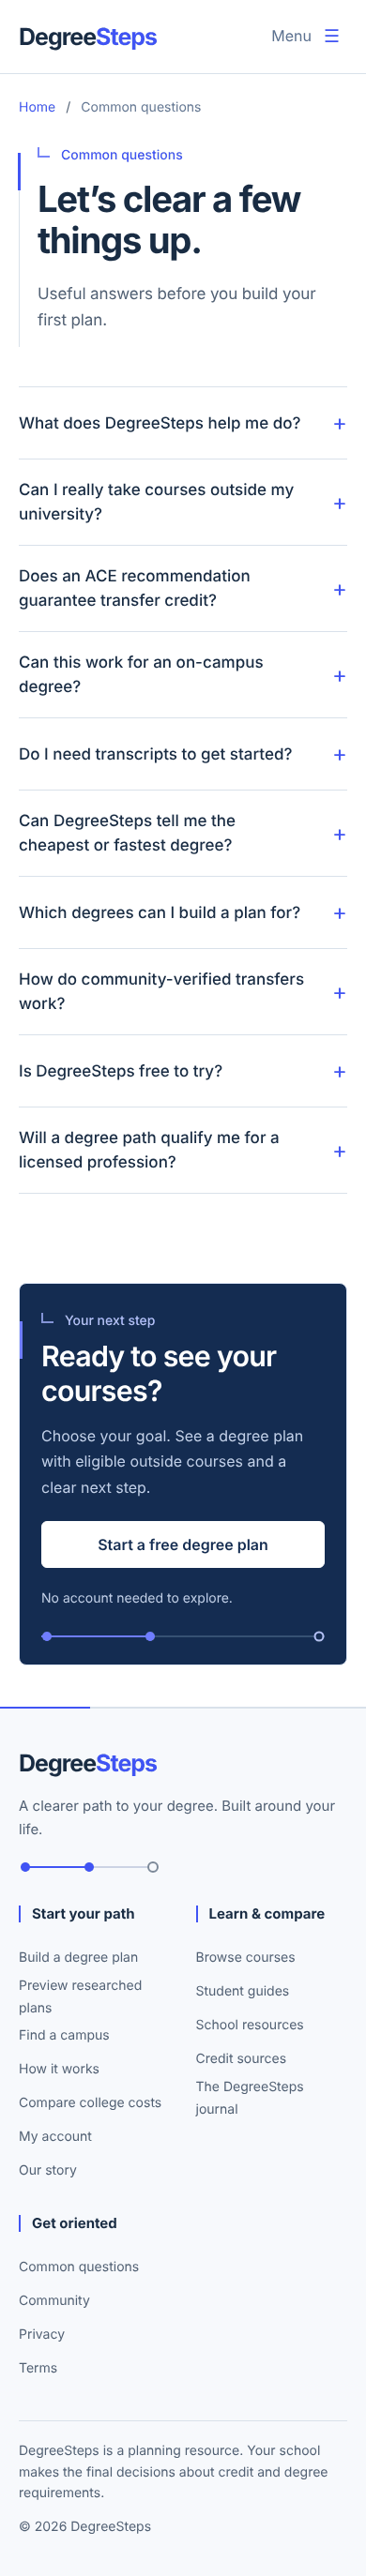 DegreeSteps
Menu
Home / Common questions
Common questions
Let’s clear a few
things up.
Useful answers before you build your
first plan.
What does DegreeSteps help me do?
Can I really take courses outside my
university?
Does an ACE recommendation
guarantee transfer credit?
Can this work for an on-campus
degree?
Do I need transcripts to get started?
Can DegreeSteps tell me the
cheapest or fastest degree?
Which degrees can I build a plan for?
How do community-verified transfers
work?
Is DegreeSteps free to try?
Will a degree path qualify me for a
licensed profession?
Your next step
Ready to see your
courses?
Choose your goal. See a degree plan
with eligible outside courses and a
clear next step.
Start a free degree plan
No account needed to explore.
DegreeSteps
A clearer path to your degree. Built around your
life.
Start your path
Build a degree plan
Preview researched
plans
Find a campus
How it works
Compare college costs
My account
Our story
Learn & compare
Browse courses
Student guides
School resources
Credit sources
The DegreeSteps
journal
Get oriented
Common questions
Community
Privacy
Terms
DegreeSteps is a planning resource. Your school
makes the final decisions about credit and degree
requirements.
© 2026 DegreeSteps